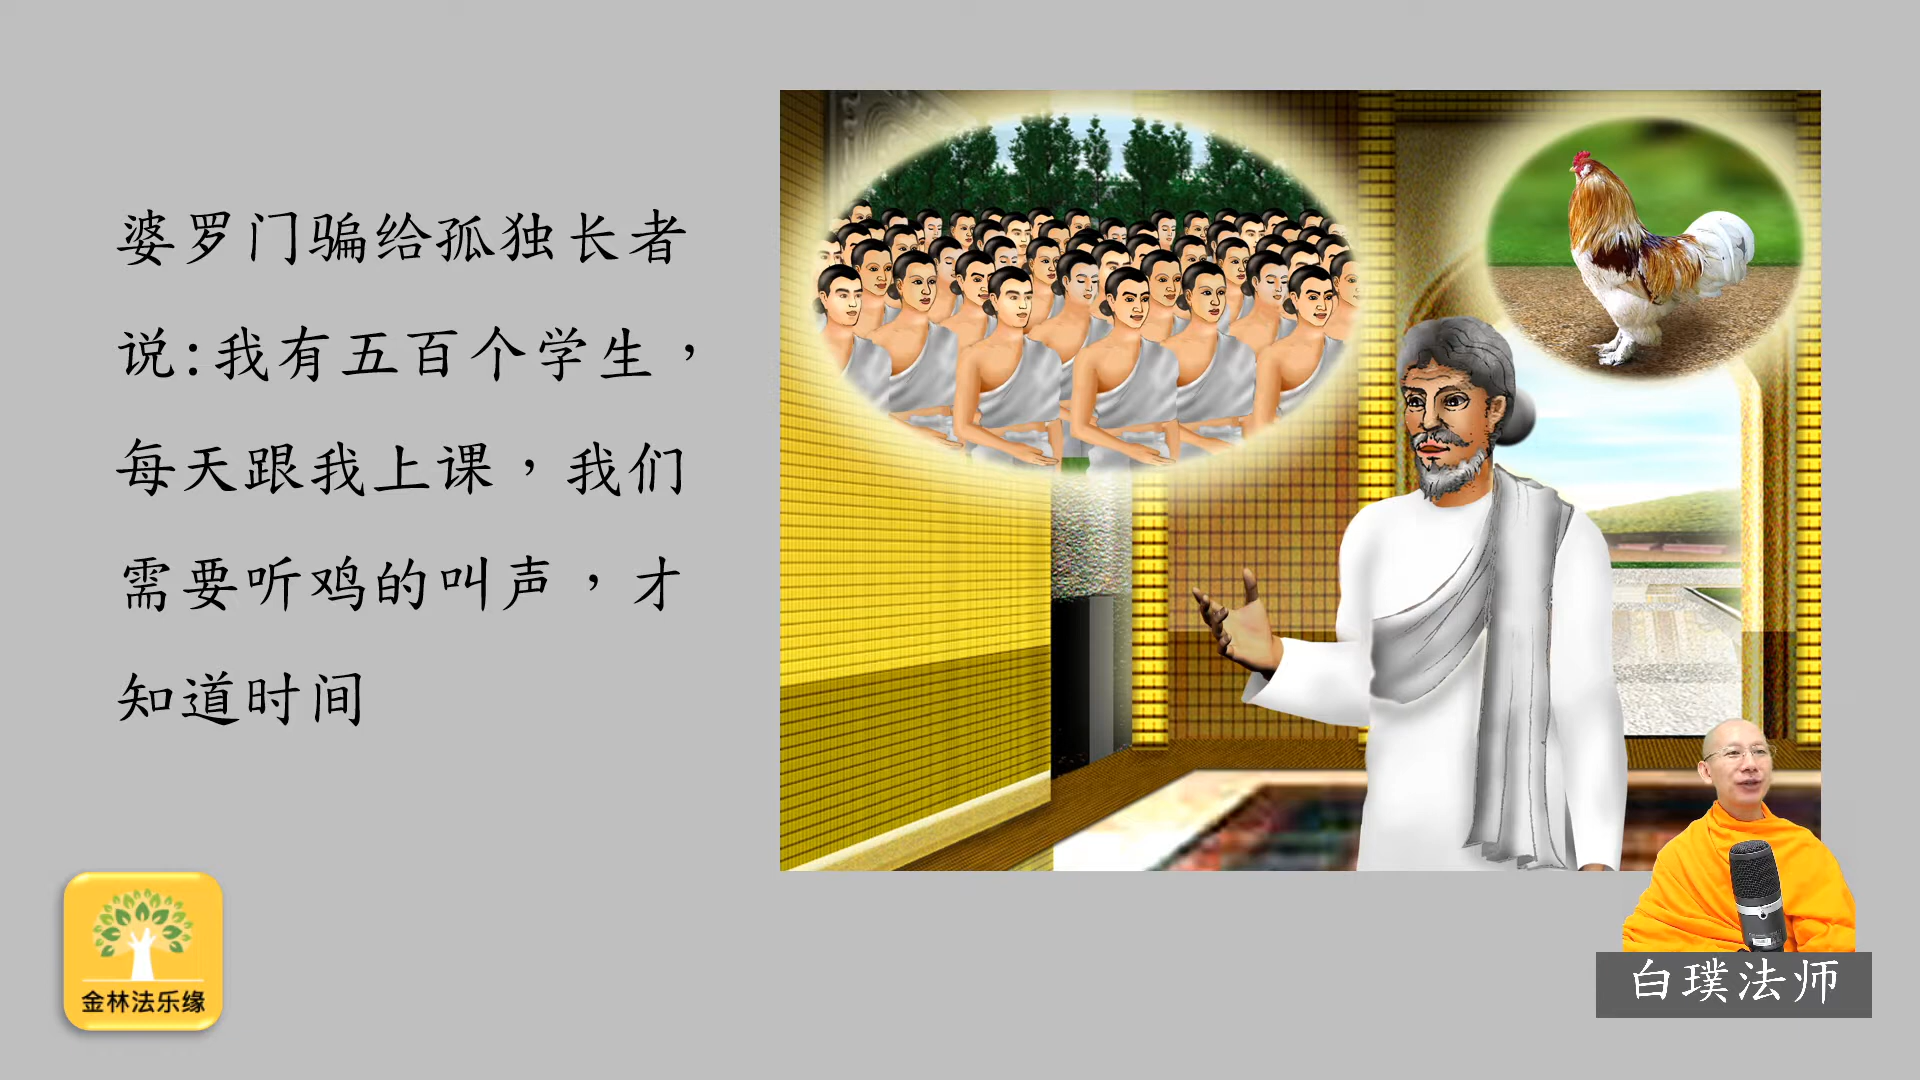 婆罗门骗给孤独长者
说:我有五百个学生，
每天跟我上课，我们
需要听鸡的叫声，才
知道时间
金林法乐缘
白璞法师